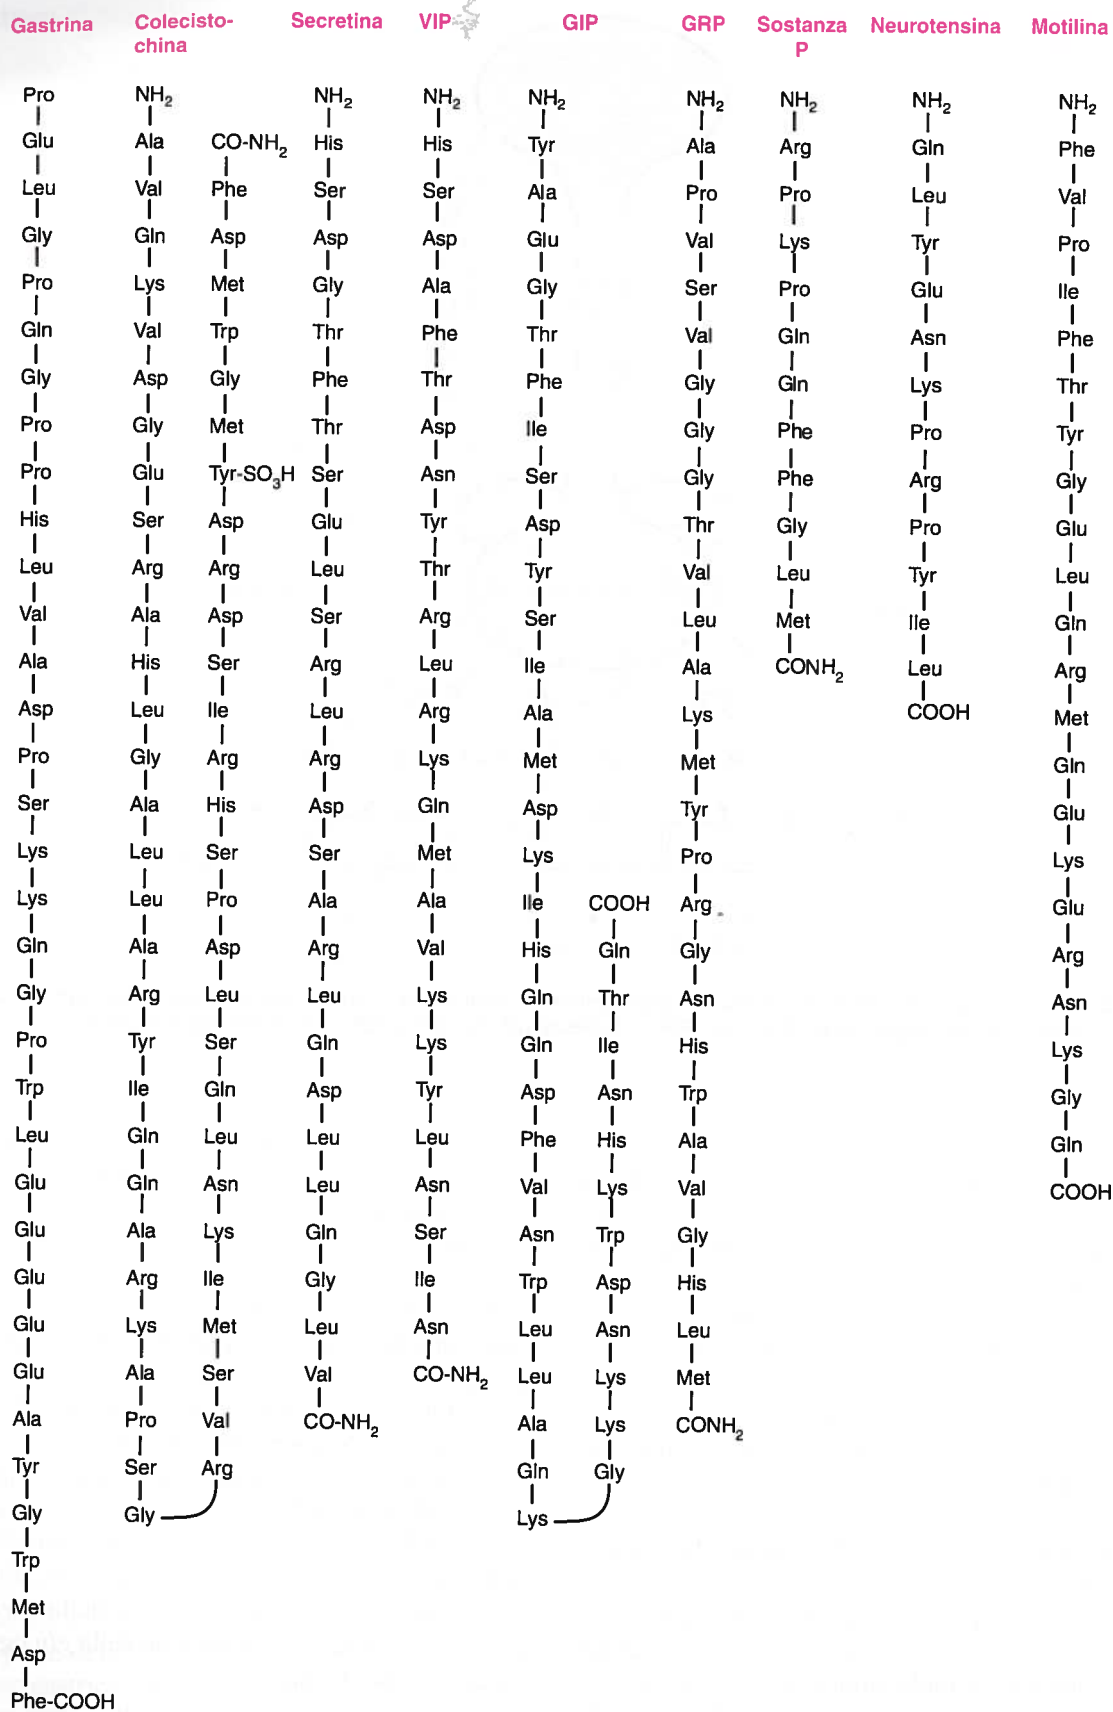 Gastrina
Pro
Glu
Leu
Gly
Pro
Gln
Gly
Pro
Pro
His
Leu
Val
Ala
Asp
Pro
Ser
Lys
Lys
Gln
Gly
Pro
Trp
Leu
Glu
Glu
Glu
Glu
Glu
Ala
Tyr
Gly
Trp
Met
Asp
Phe-COOH
Colecisto-
china
NH2
Ala
Val
Gln
Lys
Val
Asp
Gly
Glu
Ser
Arg
Ala
His
Leu
Gly
Ala
Leu
Leu
Ala
Arg
Tyr
Ile
Gln
Gln
Ala
Arg
Lys
Ala
Pro
Ser
Gly
CO-NH2
Phe
Asp
Met
Trp
Gly
Met
Tyr-SO3H
Asp
Arg
Asp
Ser
Ile
Arg
His
Ser
Pro
Asp
Leu
Ser
Gln
Leu
Asn
Lys
Ile
Met
Ser
Val
Arg
Secretina
NH2
His
Ser
Asp
Gly
Thr
Phe
Thr
Ser
Glu
Leu
Ser
Arg
Leu
Arg
Asp
Ser
Ala
Arg
Leu
Gln
Asp
Leu
Leu
Gln
Gly
Leu
Val
CO-NH2
VIP
NH2
His
Ser
Asp
Ala
Phe
Thr
Asp
Asn
Tyr
Thr
Arg
Leu
Arg
Lys
Gln
Met
Ala
Val
Lys
Lys
Tyr
Leu
Asn
Ser
Ile
Asn
CO-NH2
GIP
NH2
Tyr
Ala
Glu
Gly
Thr
Phe
Ile
Ser
Asp
Tyr
Ser
Ile
Ala
Met
Asp
Lys
Ile
His
Gln
Gln
Asp
Phe
Val
Asn
Trp
Leu
Leu
Ala
Gln
Lys
COOH
Gln
Thr
Ile
Asn
His
Lys
Trp
Asp
Asn
Lys
Lys
Gly
GRP
NH2
Ala
Pro
Val
Ser
Val
Gly
Gly
Gly
Thr
Val
Leu
Ala
Lys
Met
Tyr
Pro
Arg
Gly
Asn
His
Trp
Ala
Val
Gly
His
Leu
Met
CONH2
Sostanza
P
NH2
Arg
Pro
Lys
Pro
Gln
Gln
Phe
Phe
Gly
Leu
Met
CONH2
Neurotensina
NH2
Gln
Leu
Tyr
Glu
Asn
Lys
Pro
Arg
Pro
Tyr
Ile
Leu
COOH
Motilina
NH2
Phe
Val
Pro
Ile
Phe
Thr
Tyr
Gly
Glu
Leu
Gln
Arg
Met
Gln
Glu
Lys
Glu
Arg
Asn
Lys
Gly
Gln
COOH